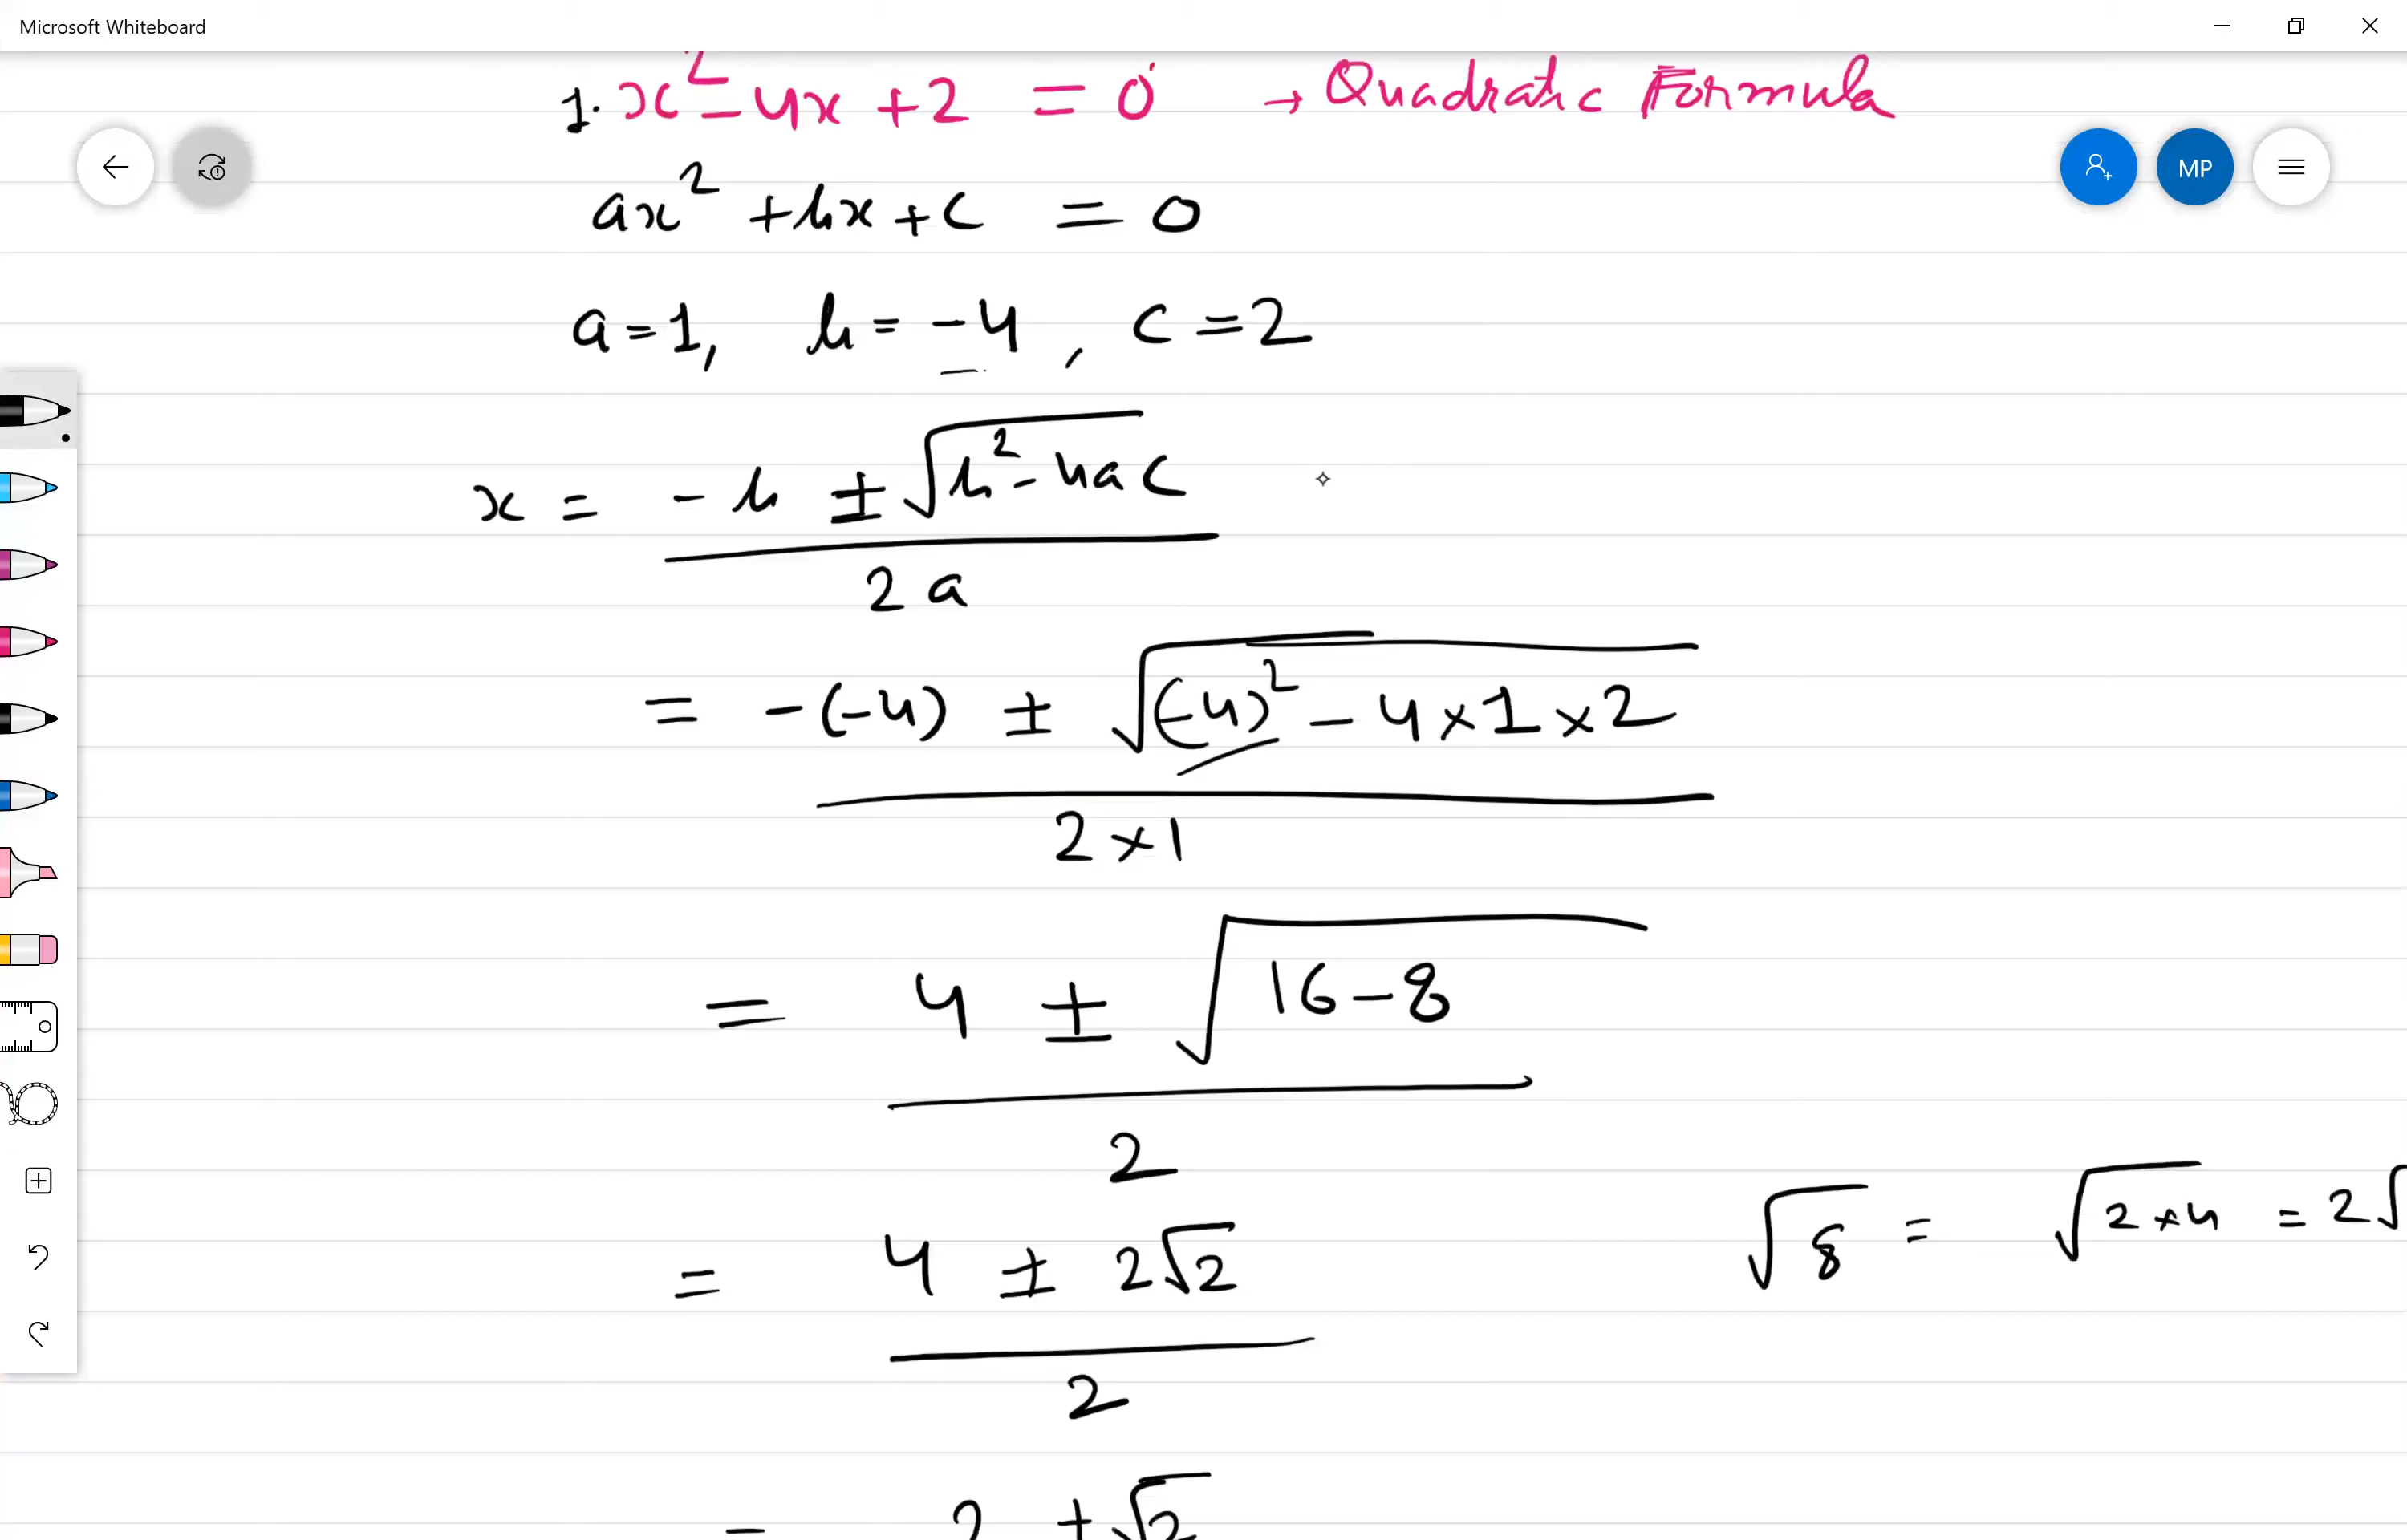 Microsoft Whiteboard
1. x² - 4x + 2 = 0 → Quadratic Formula
MP
ax² + bx + c = 0
a = 1, b = -4, c = 2
x = (-b ± √(b² - 4ac)) / 2a
= (-(-4) ± √((-4)² - 4×1×2)) / 2×1
= (4 ± √(16-8)) / 2
√8 = √(2×4) = 2√
= (4 ± 2√2) / 2
= 2 ± √2